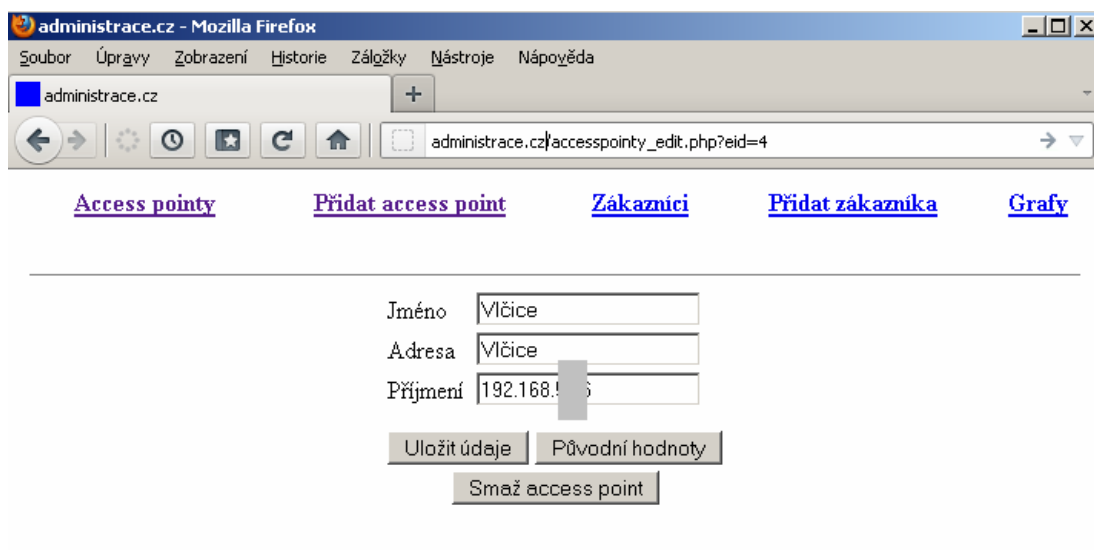 administrace.cz - Mozilla Firefox
Soubor Úpravy Zobrazení Historie Záložky Nástroje Nápověda
administrace.cz
administrace.cz/accesspointy_edit.php?eid=4
Access pointy Přidat access point Zákazníci Přidat zákazníka Grafy
Jméno Vlčice
Adresa Vlčice
Příjmení
Uložit údaje Původní hodnoty
Smaž access point